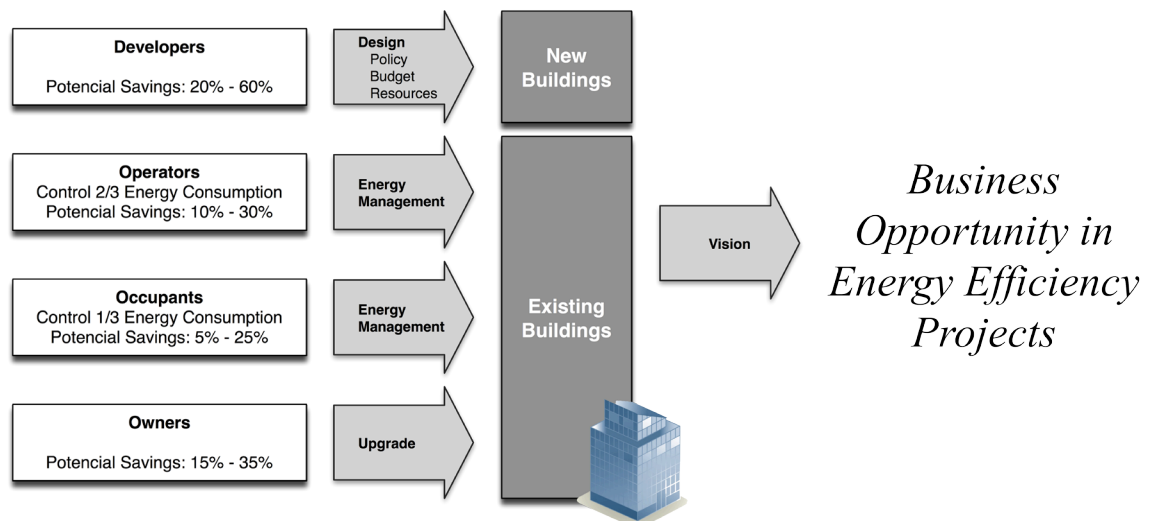 Developers
Potencial Savings: 20% - 60%
Design
Policy
Budget
Resources
New
Buildings
Operators
Control 2/3 Energy Consumption
Potencial Savings: 10% - 30%
Energy
Management
Occupants
Control 1/3 Energy Consumption
Potencial Savings: 5% - 25%
Energy
Management
Owners
Potencial Savings: 15% - 35%
Upgrade
Existing
Buildings
Vision
Business
Opportunity in
Energy Efficiency
Projects